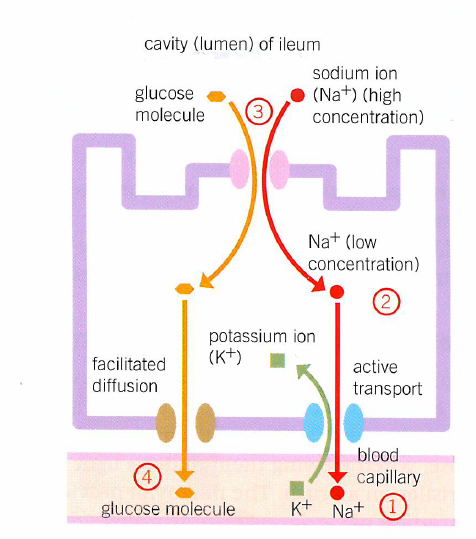 cavity (lumen) of ileum
glucose
molecule
③
sodium ion
(Na⁺) (high
concentration)
Na⁺ (low
concentration)
②
potassium ion
(K⁺)
facilitated
diffusion
active
transport
blood
capillary
④
glucose molecule
K⁺
Na⁺
①